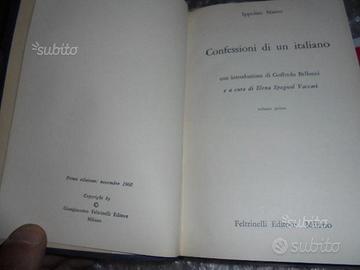 subito
Prima edizione: novembre 1960
Copyright by
©
Giangiacomo Feltrinelli Editore
Milano
Ippolito Nievo
Confessioni di un italiano
con introduzione di Goffredo Bellonci
e a cura di Elena Spagnol Vaccari
volume primo
Feltrinelli Editore Milano
subito